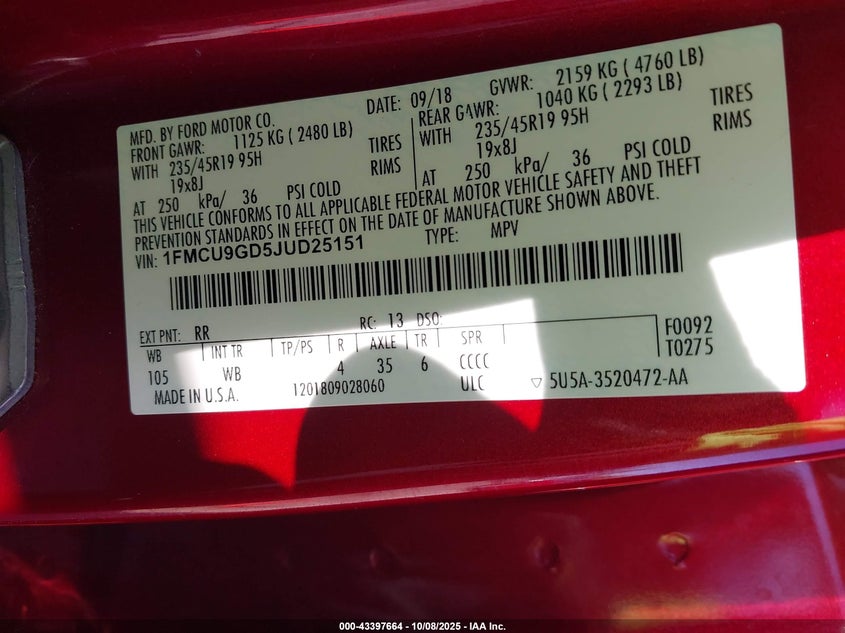 MFD. BY FORD MOTOR CO. DATE: 09/18 GVWR: 2159 KG ( 4760 LB)
FRONT GAWR: 1125 KG ( 2480 LB) REAR GAWR: 1040 KG ( 2293 LB)
WITH 235/45R19 95H TIRES WITH 235/45R19 95H TIRES
19x8J RIMS 19x8J RIMS
AT 250 kPa/ 36 PSI COLD AT 250 kPa/ 36 PSI COLD
THIS VEHICLE CONFORMS TO ALL APPLICABLE FEDERAL MOTOR VEHICLE SAFETY AND THEFT
PREVENTION STANDARDS IN EFFECT ON THE DATE OF MANUFACTURE SHOWN ABOVE.
VIN: 1FMCU9GD5JUD25151 TYPE: MPV
EXT PNT: RR RC: 13 DSO: F0092
WB INT TR TP/PS R AXLE TR SPR T0275
105 WB 4 35 6 CCCC
MADE IN U.S.A. 1201809028060 ULC ▽ 5U5A-3520472-AA
000-43397664 - 10/08/2025 - IAA Inc.